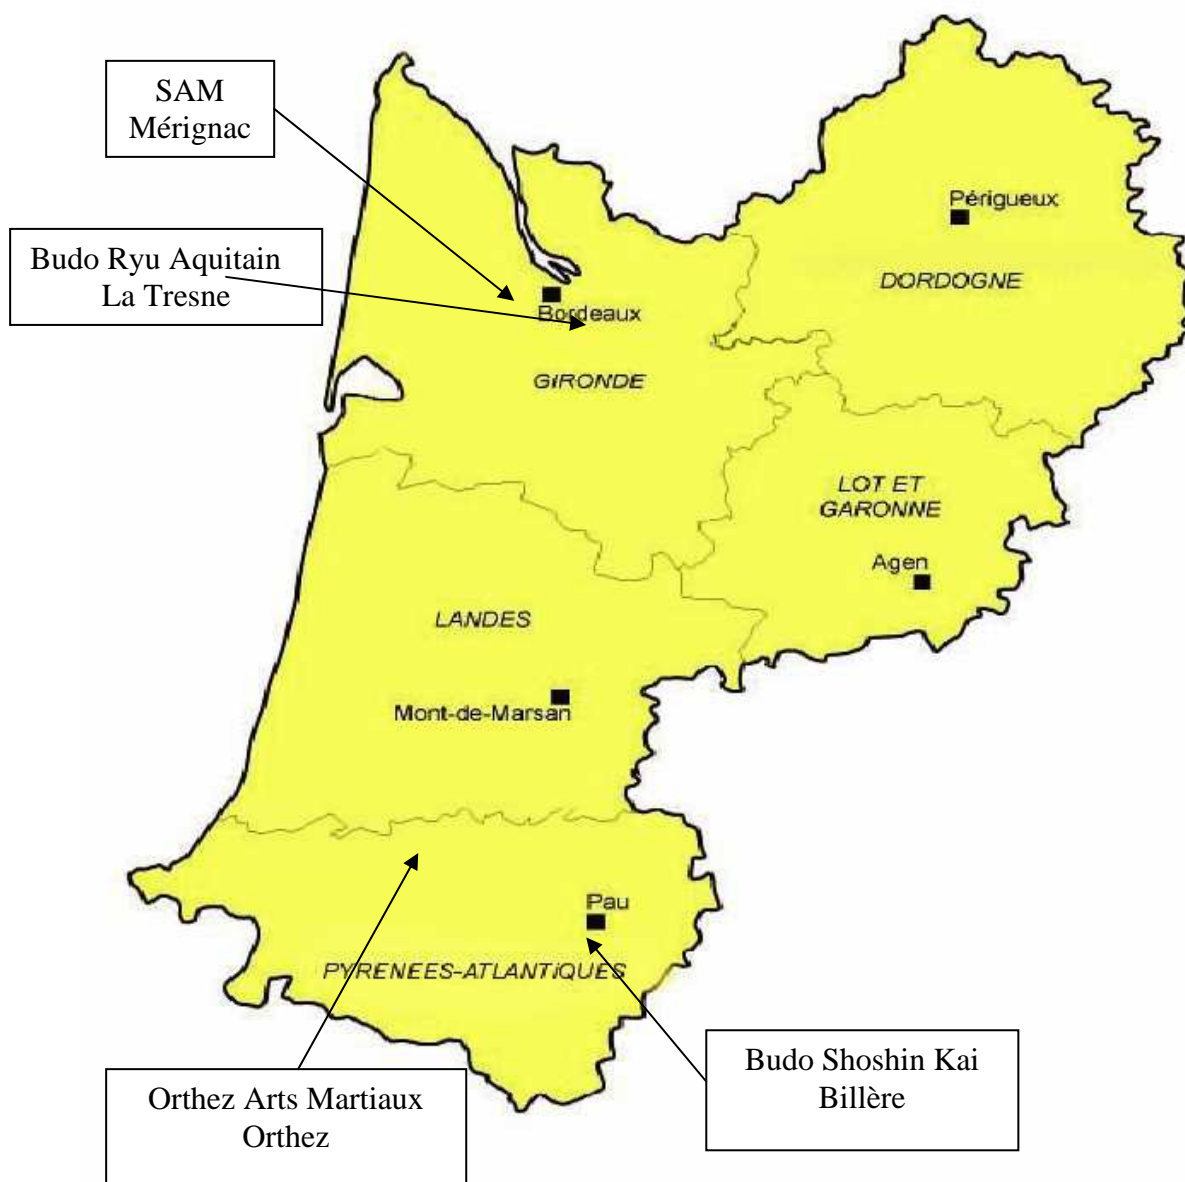 SAM
Mérignac
Périgueux
Budo Ryu Aquitain
La Tresne
DORDOGNE
Bordeaux
GIRONDE
LOT ET
GARONNE
Agen
LANDES
Mont-de-Marsan
Pau
PYRENEES-ATLANTIQUES
Budo Shoshin Kai
Billère
Orthez Arts Martiaux
Orthez